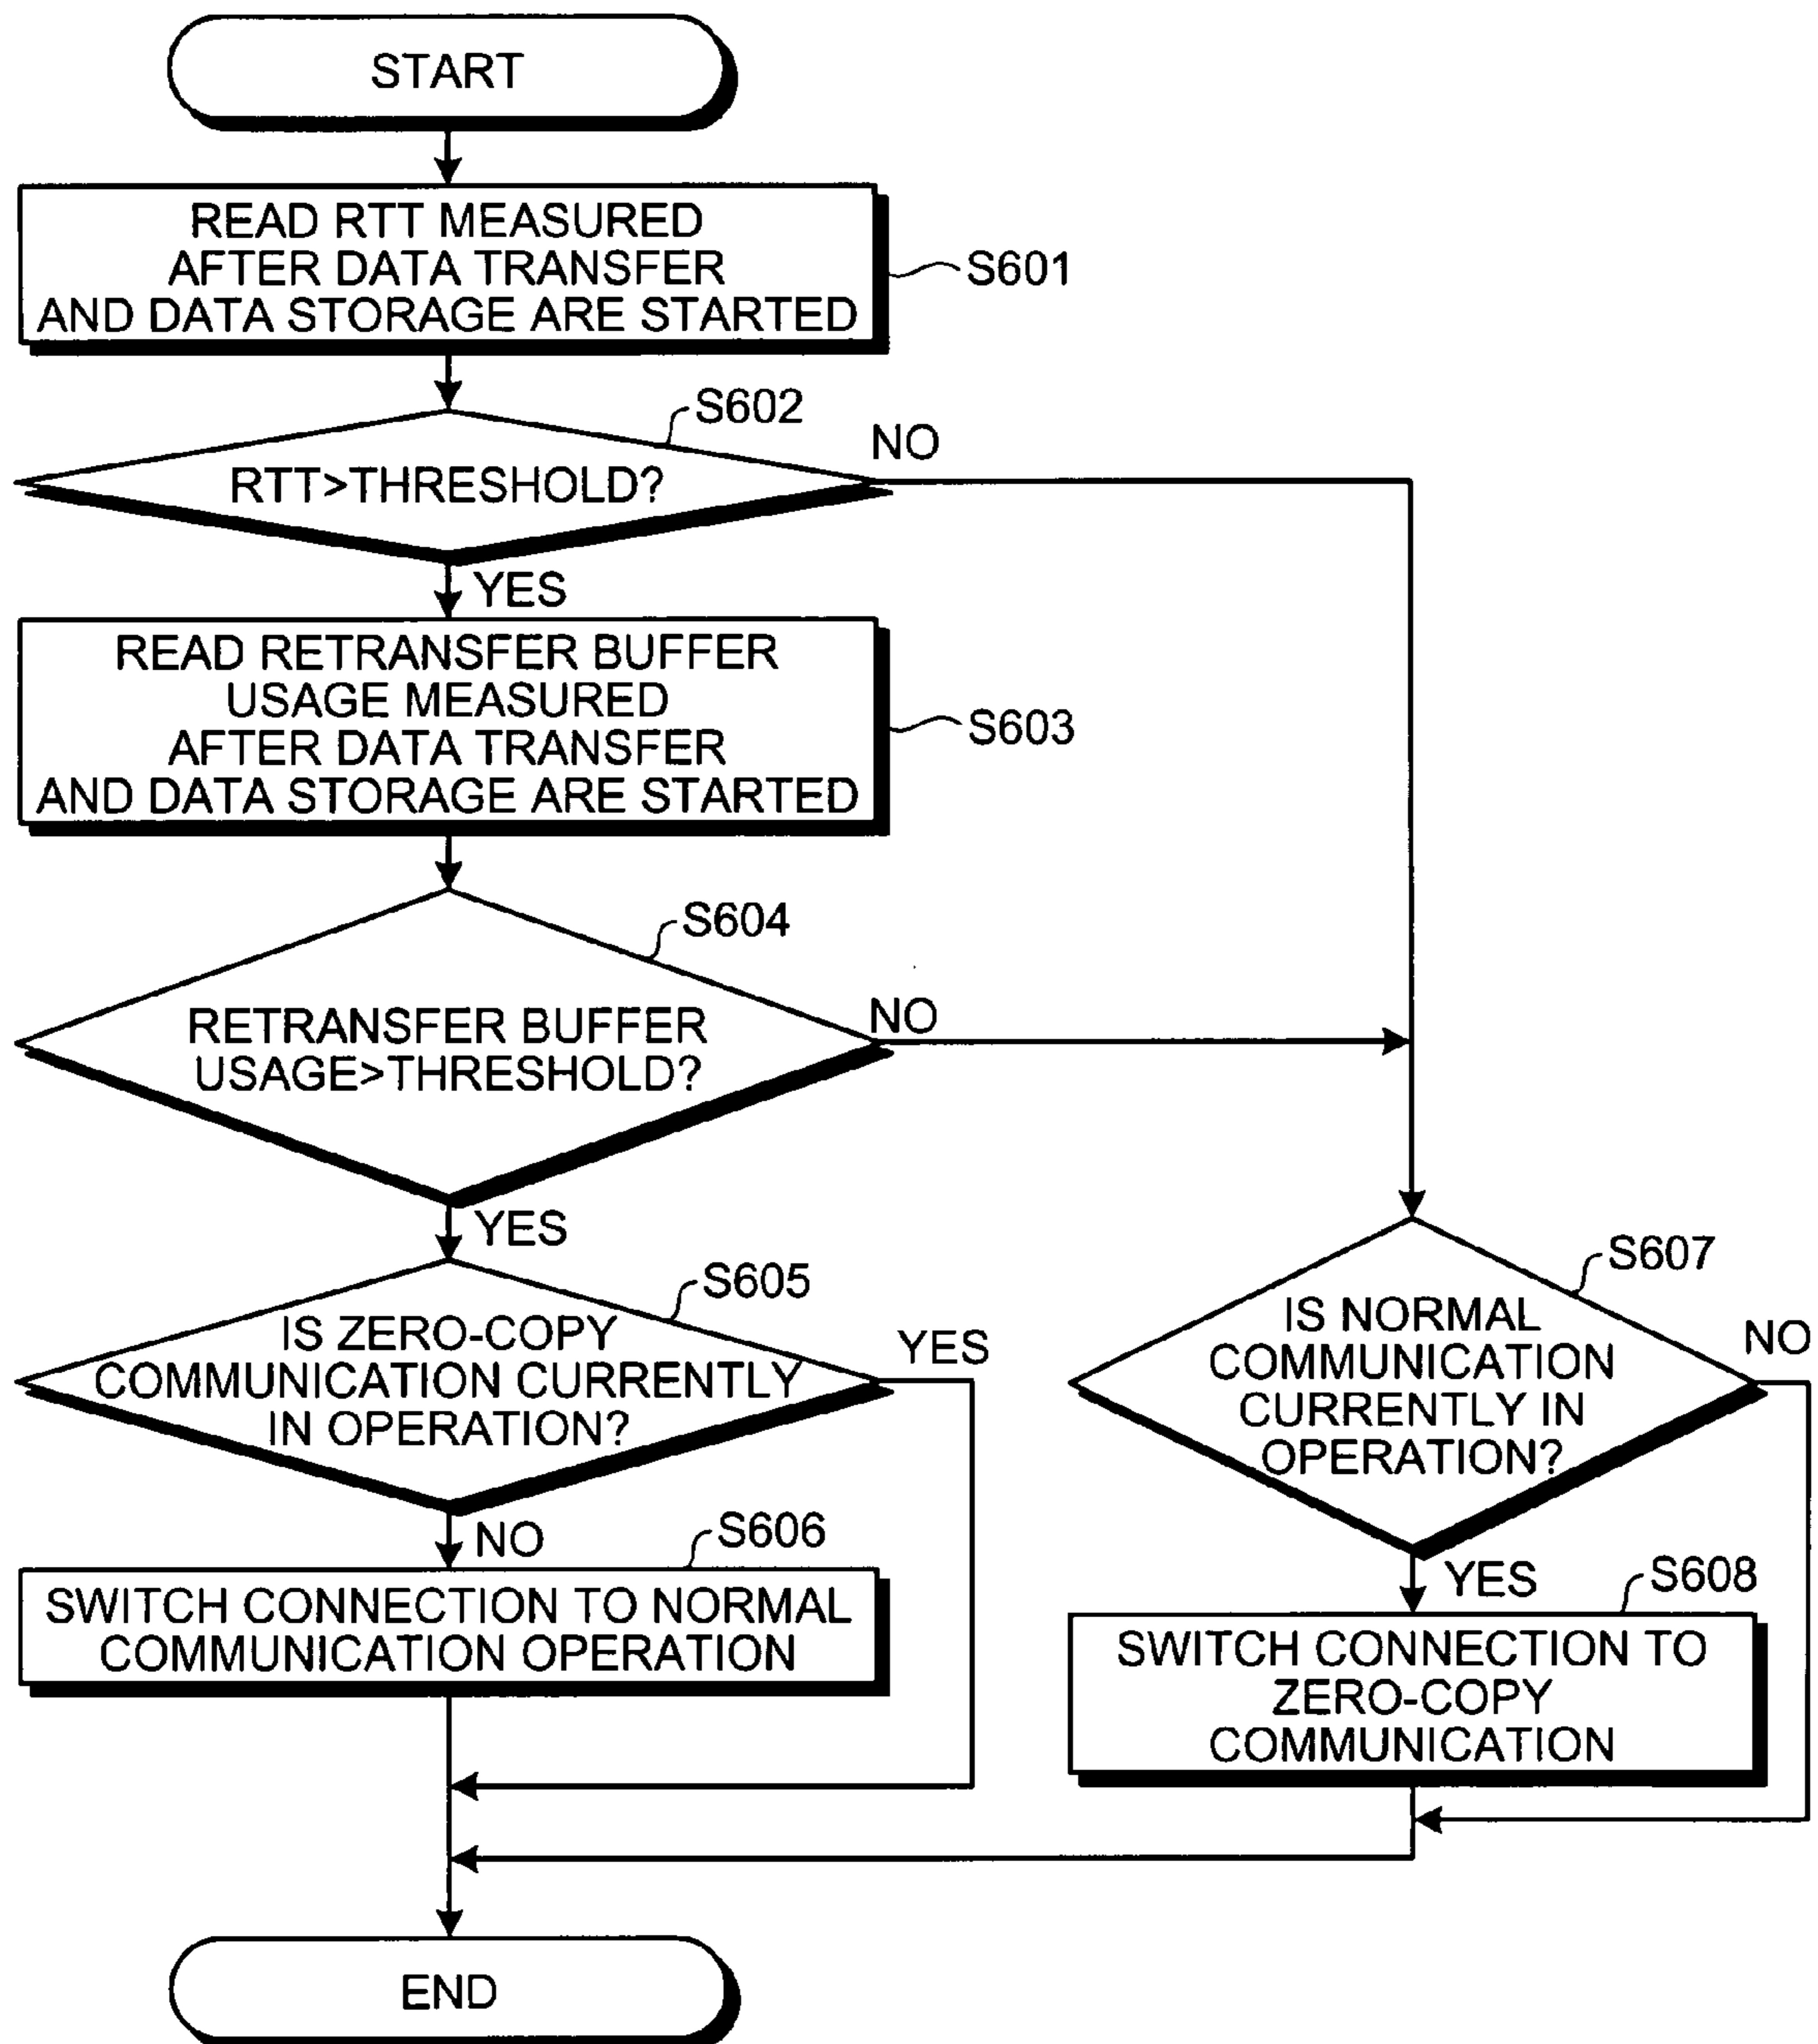 START
READ RTT MEASURED
AFTER DATA TRANSFER
AND DATA STORAGE ARE STARTED
S601
S602
RTT>THRESHOLD?
NO
YES
READ RETRANSFER BUFFER
USAGE MEASURED
AFTER DATA TRANSFER
AND DATA STORAGE ARE STARTED
S603
S604
RETRANSFER BUFFER
USAGE>THRESHOLD?
NO
YES
S605
IS ZERO-COPY
COMMUNICATION CURRENTLY
IN OPERATION?
YES
NO
S606
SWITCH CONNECTION TO NORMAL
COMMUNICATION OPERATION
S607
IS NORMAL
COMMUNICATION
CURRENTLY IN
OPERATION?
NO
YES
S608
SWITCH CONNECTION TO
ZERO-COPY
COMMUNICATION
END